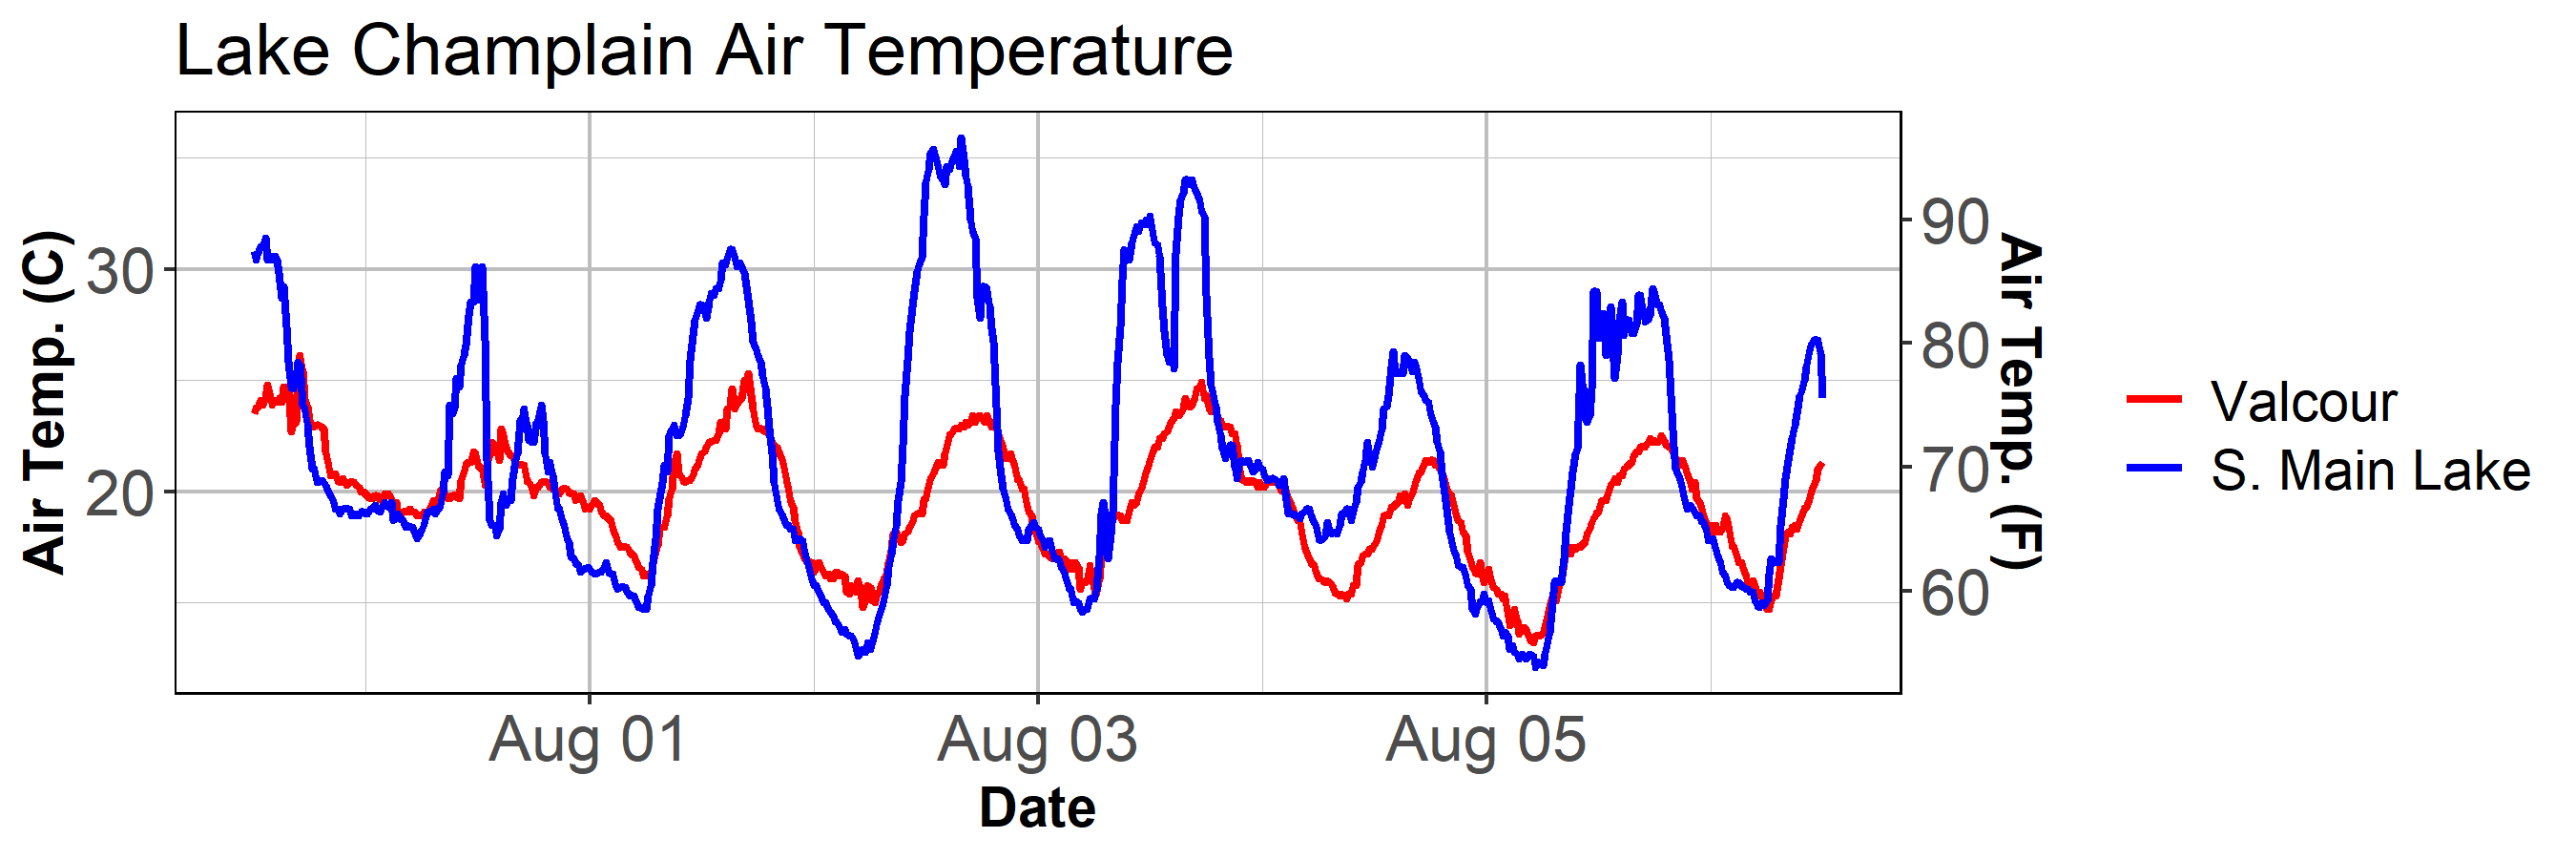 Lake Champlain Air Temperature
Air Temp. (C)
30
20
90
80
70
60
Air Temp. (F)
Valcour
S. Main Lake
Aug 01
Aug 03
Aug 05
Date